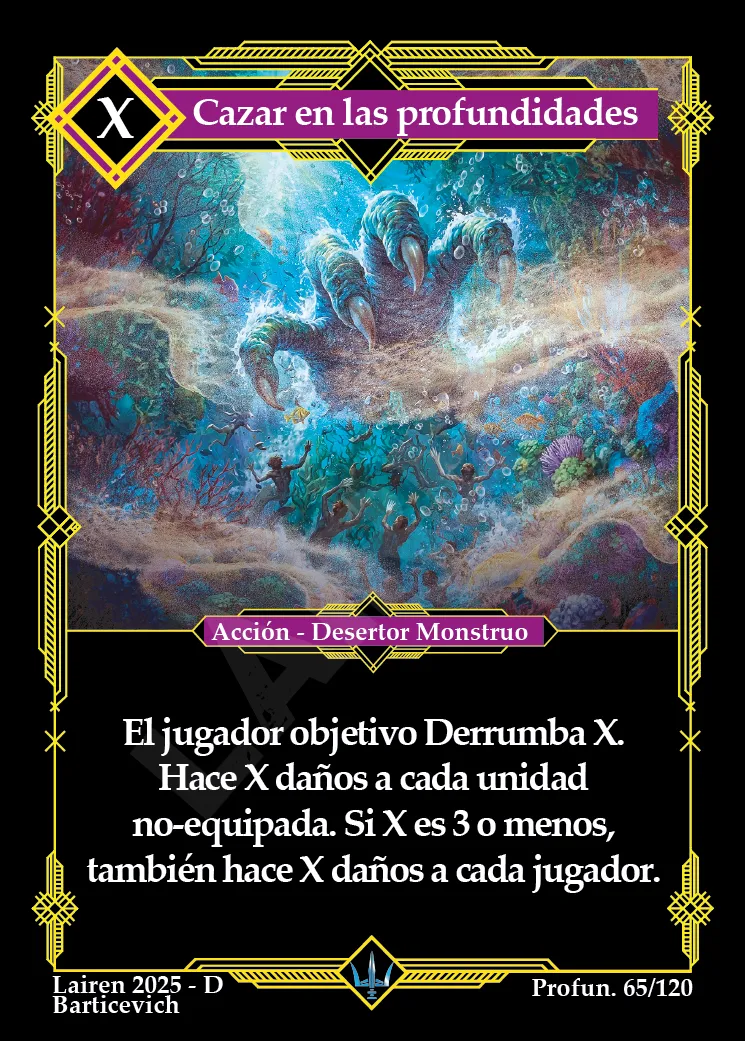 X
Cazar en las profundidades
Acción - Desertor Monstruo
El jugador objetivo Derrumba X.
Hace X daños a cada unidad
no-equipada. Si X es 3 o menos,
también hace X daños a cada jugador.
Lairen 2025 - D
Barticevich
Profun. 65/120